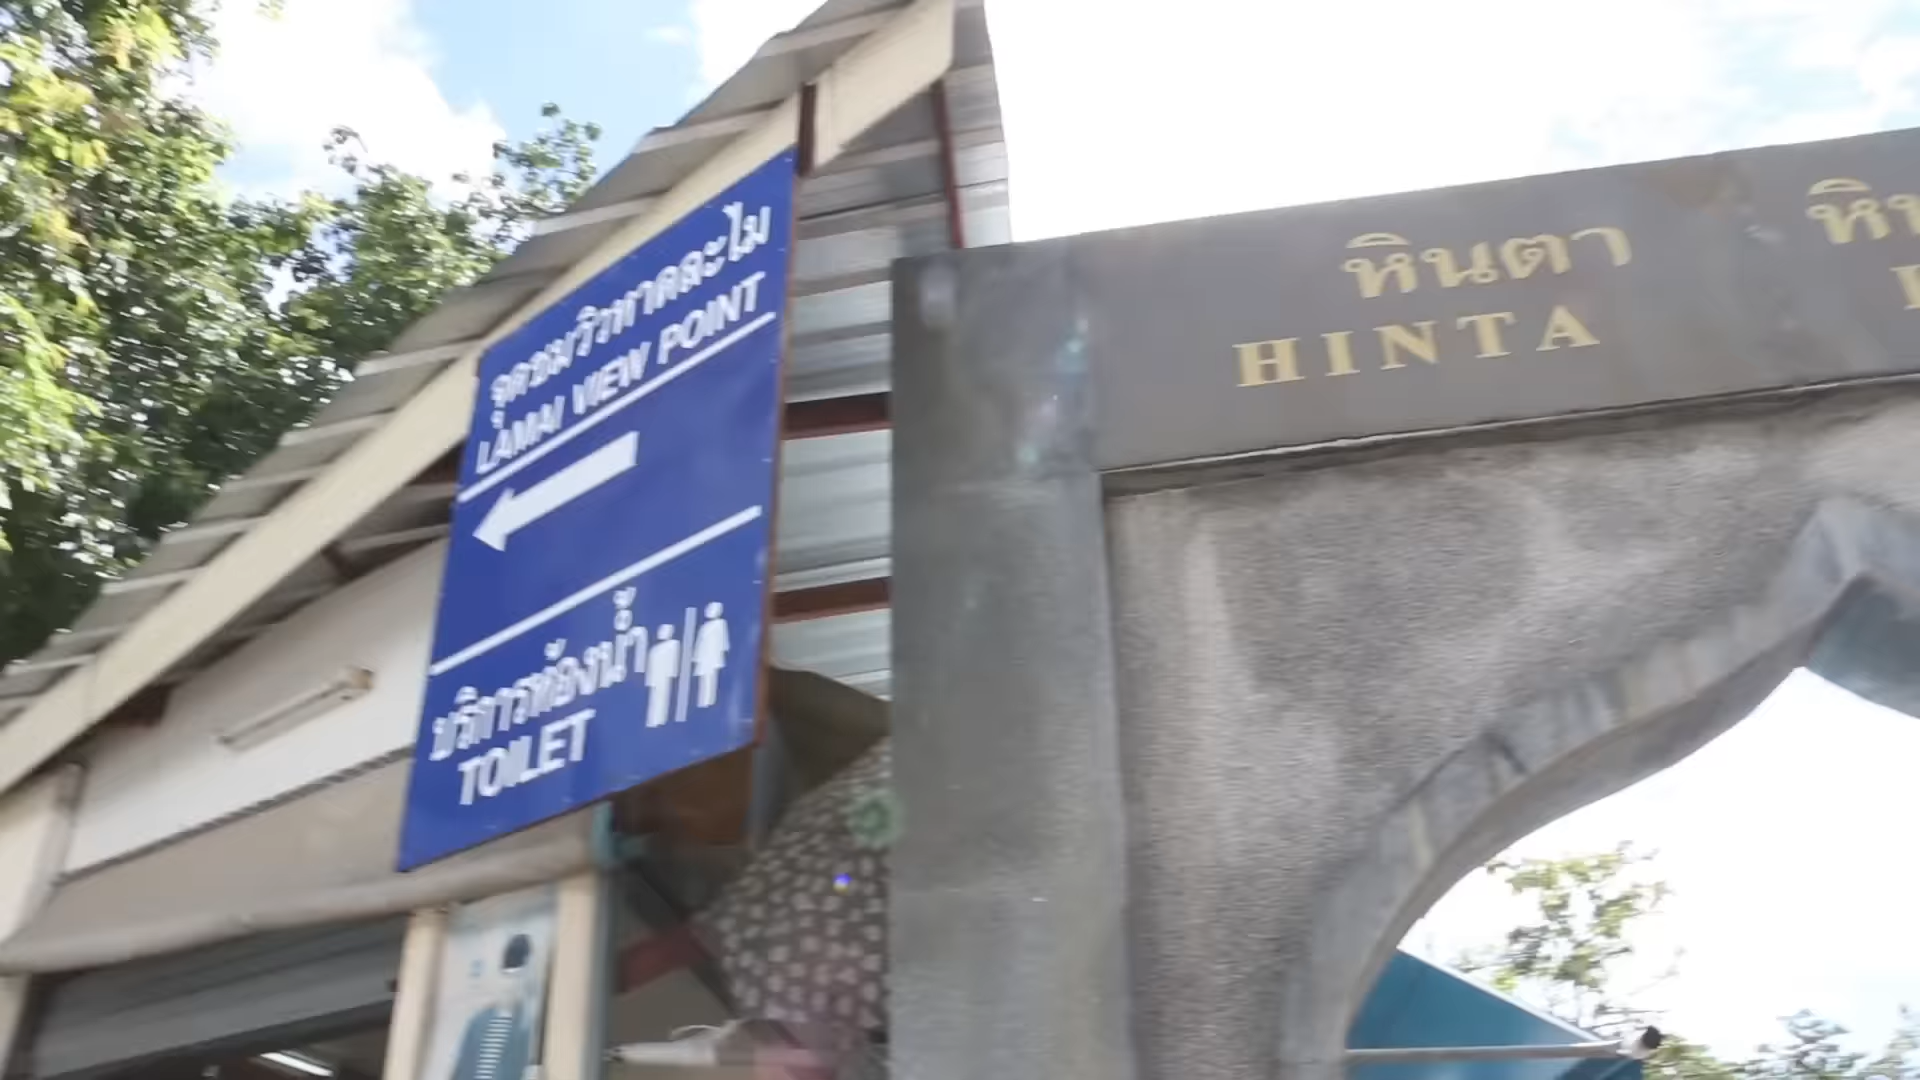 จุดชมวิวหาดละไม
LAMAI VIEW POINT
บริการห้องน้ำ
TOILET
หินตา
HINTA